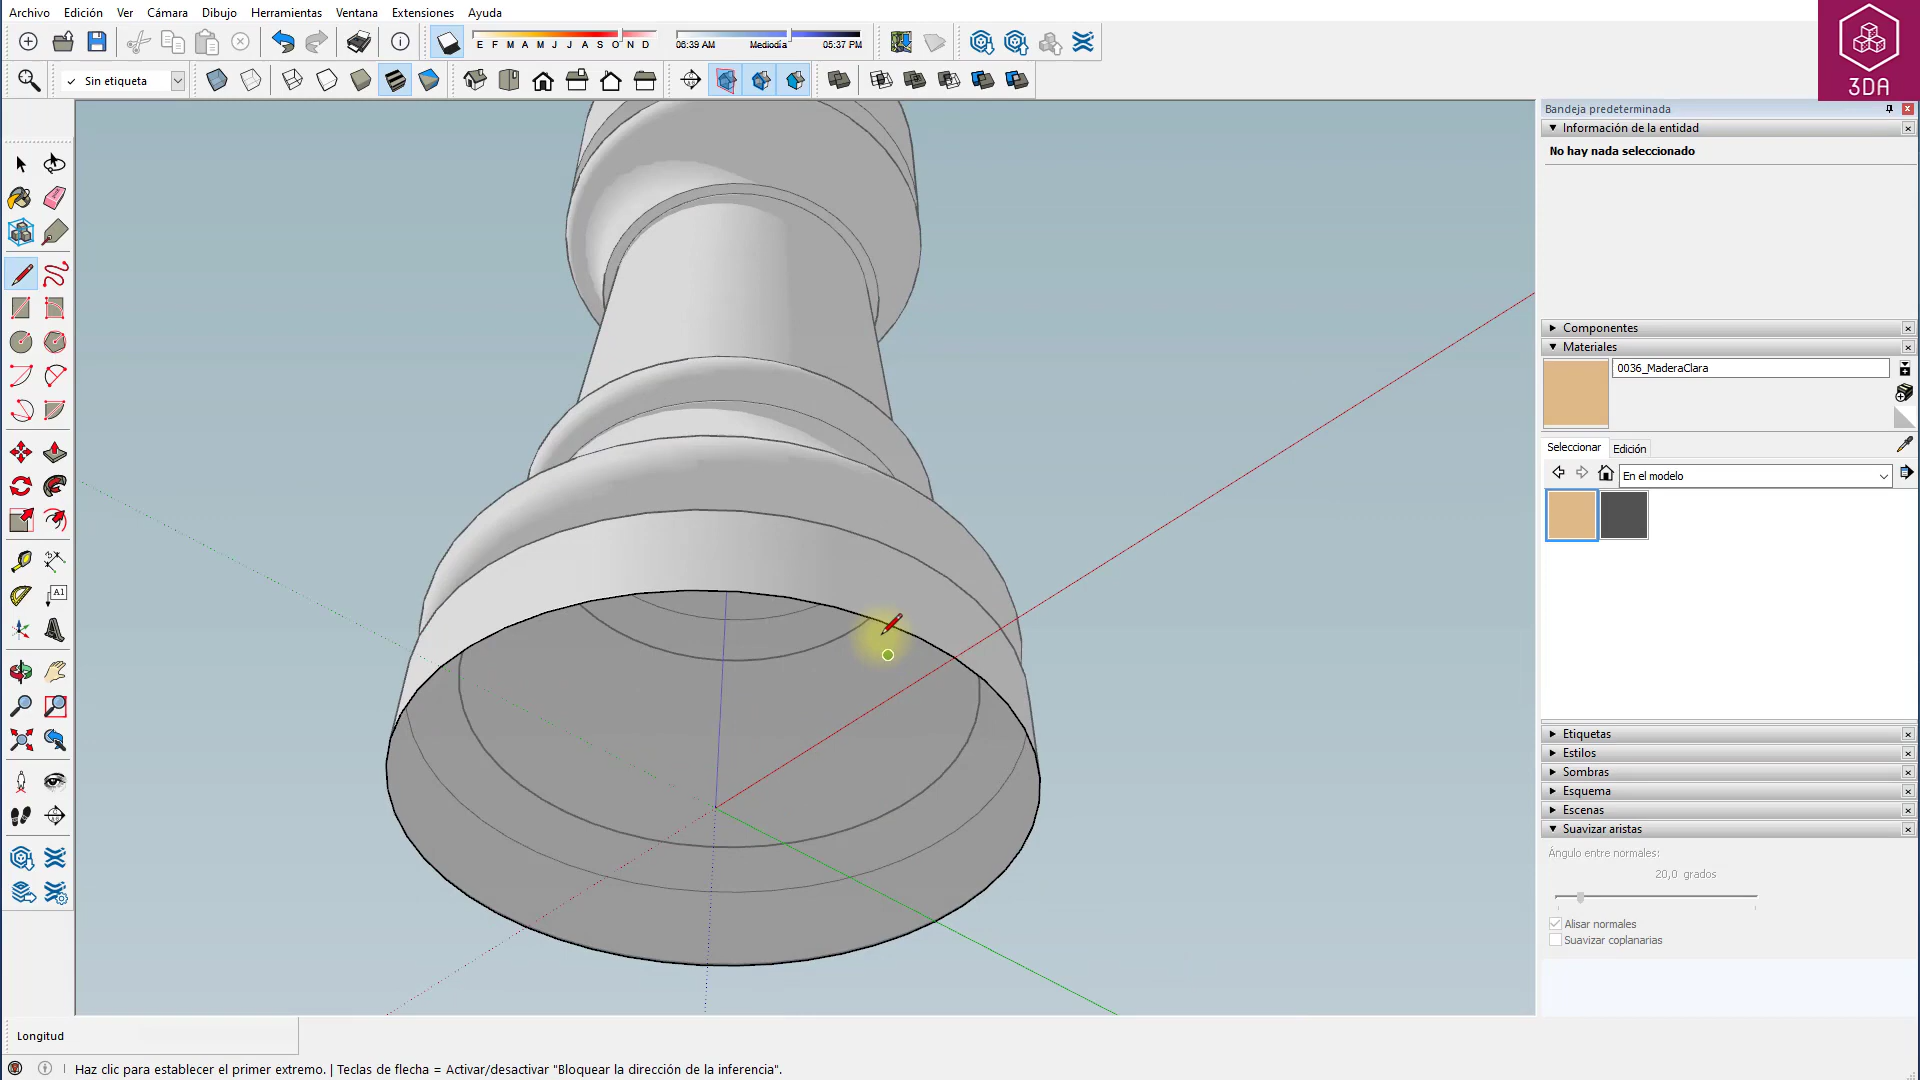 Archivo Edición Ver Cámara Dibujo Herramientas Ventana Extensiones Ayuda
E F M A M J J A S O N D
06:39 AM Mediodía 05:37 PM
Sin etiqueta
3DA
Bandeja predeterminada
Información de la entidad
No hay nada seleccionado
Componentes
Materiales
0036_MaderaClara
Seleccionar Edición
En el modelo
A1
Etiquetas
Estilos
Sombras
Esquema
Escenas
Suavizar aristas
Ángulo entre normales:
20,0 grados
Alisar normales
Suavizar coplanarias
Longitud
Haz clic para establecer el primer extremo. | Teclas de flecha = Activar/desactivar "Bloquear la dirección de la inferencia".